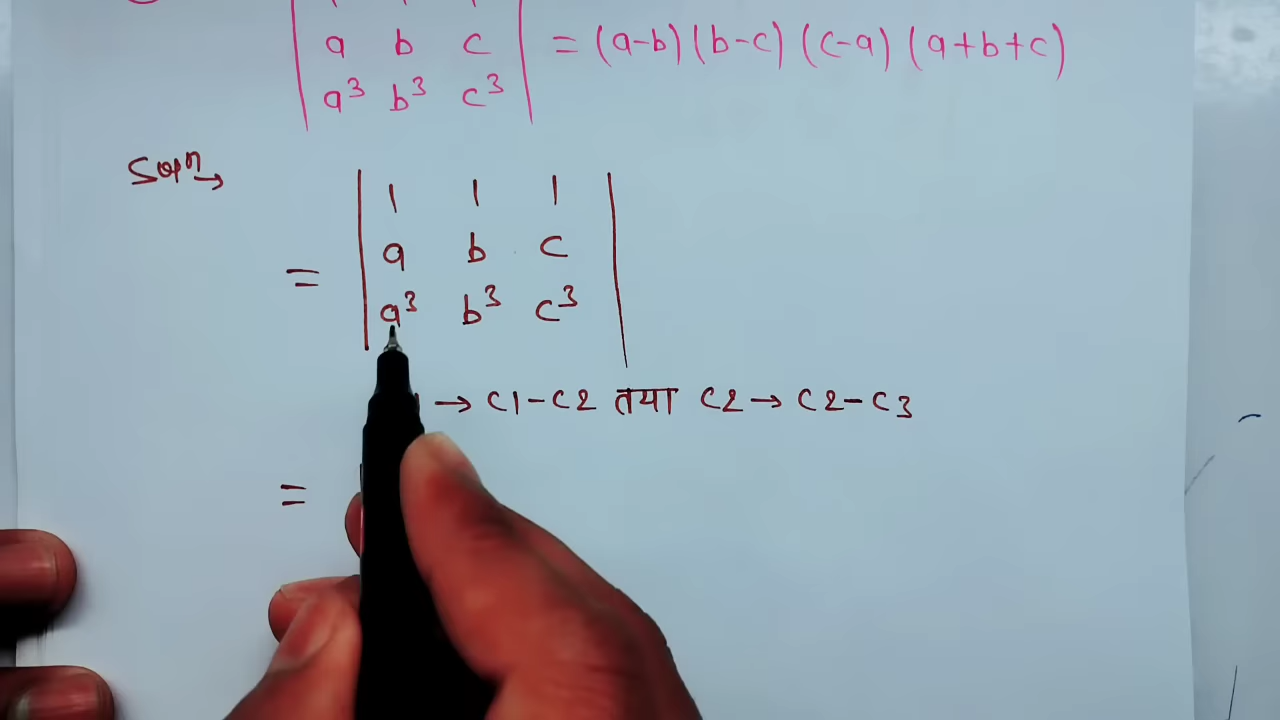 a b c = (a-b) (b-c) (c-a) (a+b+c)
a³ b³ c³
Solⁿ→
1 1 1
a b c
=
a³ b³ c³
→ C1-C2 तथा C2 → C2-C3
=